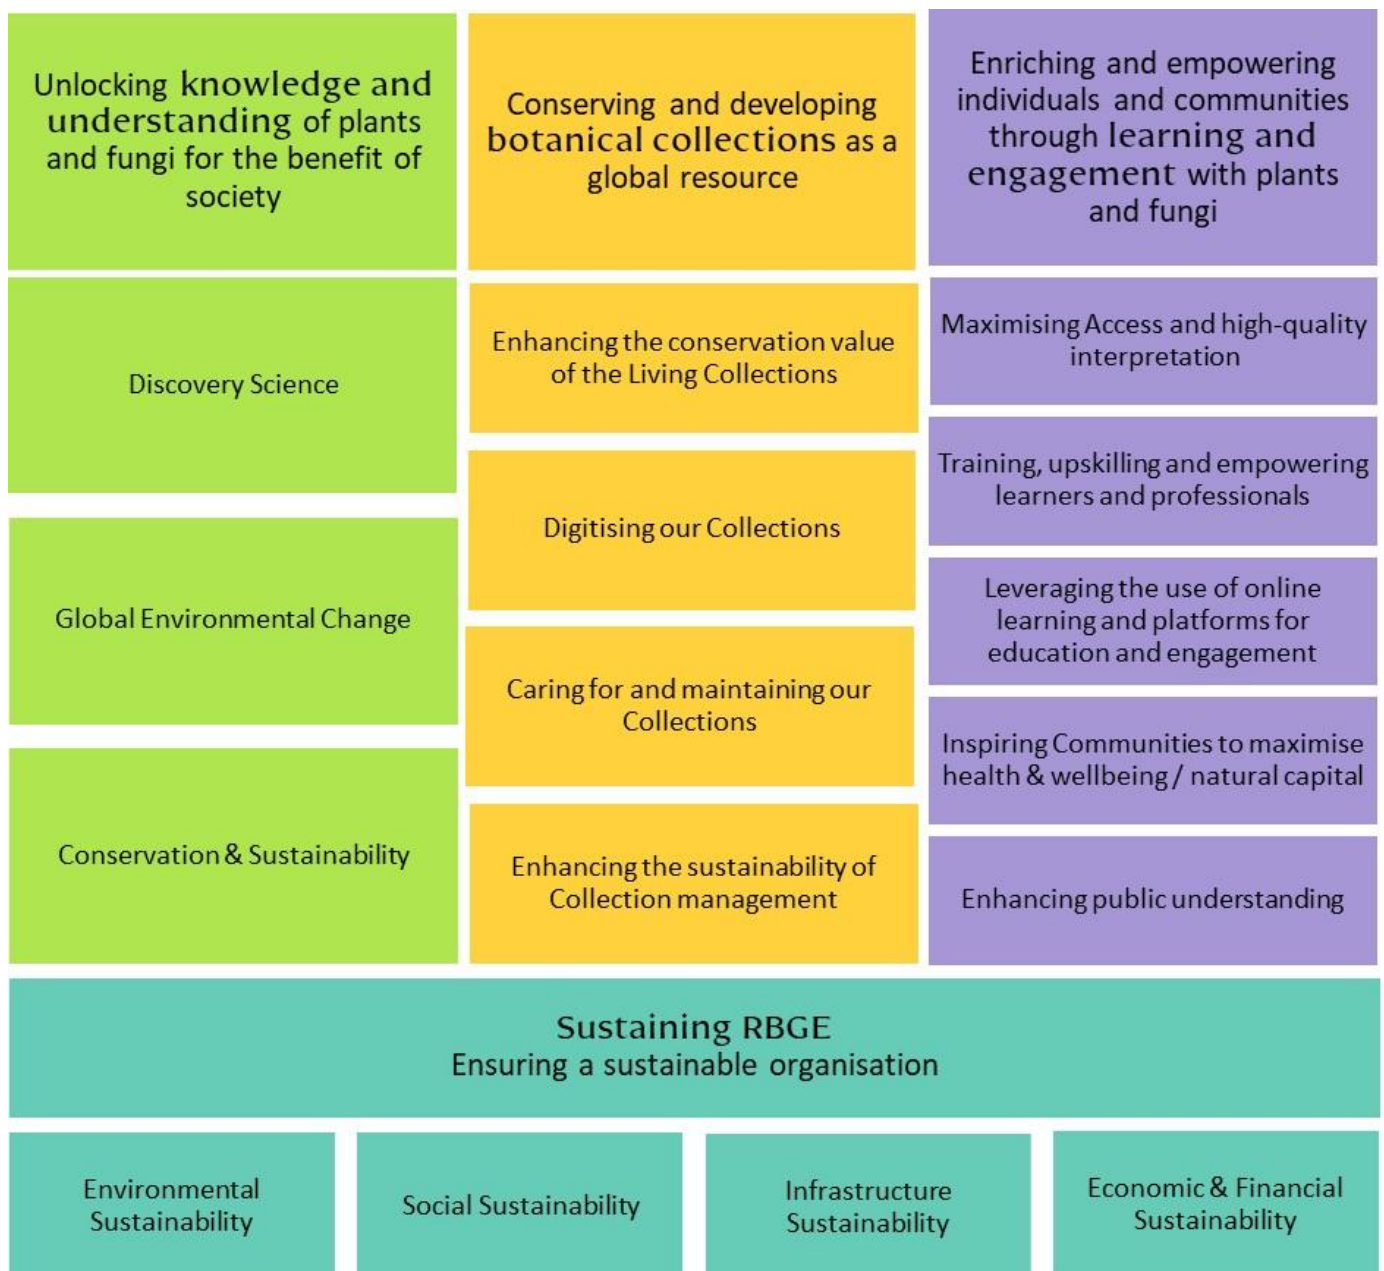 Unlocking knowledge and
understanding of plants
and fungi for the benefit of
society
Discovery Science
Global Environmental Change
Conservation & Sustainability
Conserving and developing
botanical collections as a
global resource
Enhancing the conservation value
of the Living Collections
Digitising our Collections
Caring for and maintaining our
Collections
Enhancing the sustainability of
Collection management
Enriching and empowering
individuals and communities
through learning and
engagement with plants
and fungi
Maximising Access and high-quality
interpretation
Training, upskilling and empowering
learners and professionals
Leveraging the use of online
learning and platforms for
education and engagement
Inspiring Communities to maximise
health & wellbeing / natural capital
Enhancing public understanding
Sustaining RBGE
Ensuring a sustainable organisation
Environmental
Sustainability
Social Sustainability
Infrastructure
Sustainability
Economic & Financial
Sustainability